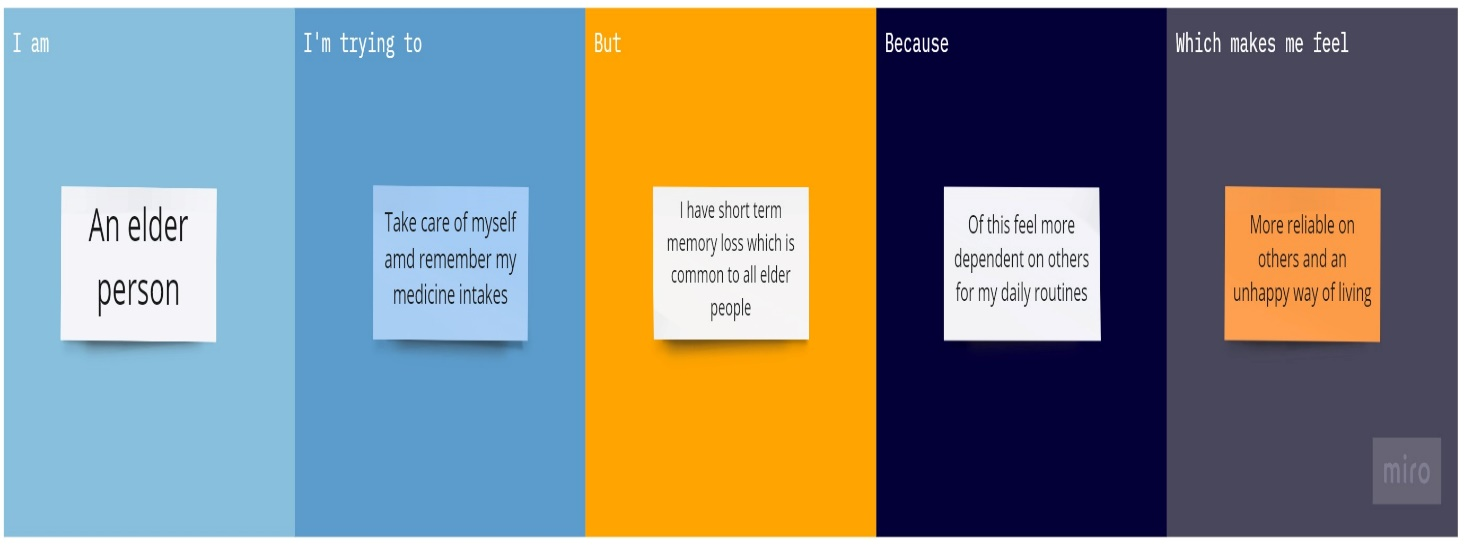 I am
An elder
person
I'm trying to
Take care of myself
amd remember my
medicine intakes
But
I have short term
memory loss which is
common to all elder
people
Because
Of this feel more
dependent on others
for my daily routines
Which makes me feel
More reliable on
others and an
unhappy way of living
miro